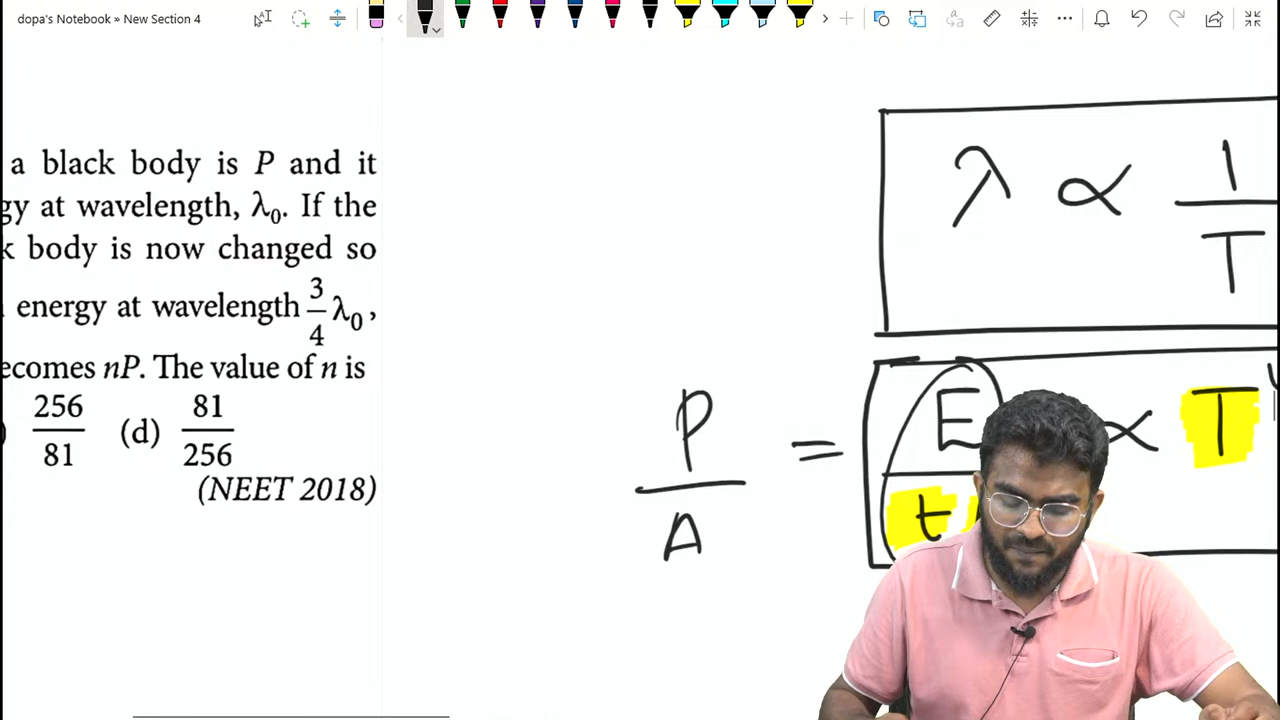 dopa's Notebook » New Section 4
a black body is P and it
gy at wavelength, λ₀. If the
k body is now changed so
energy at wavelength 3/4 λ₀,
ecomes nP. The value of n is
) 256/81 (d) 81/256
(NEET 2018)
λ ∝ 1/T
P/A = E/t ∝ T